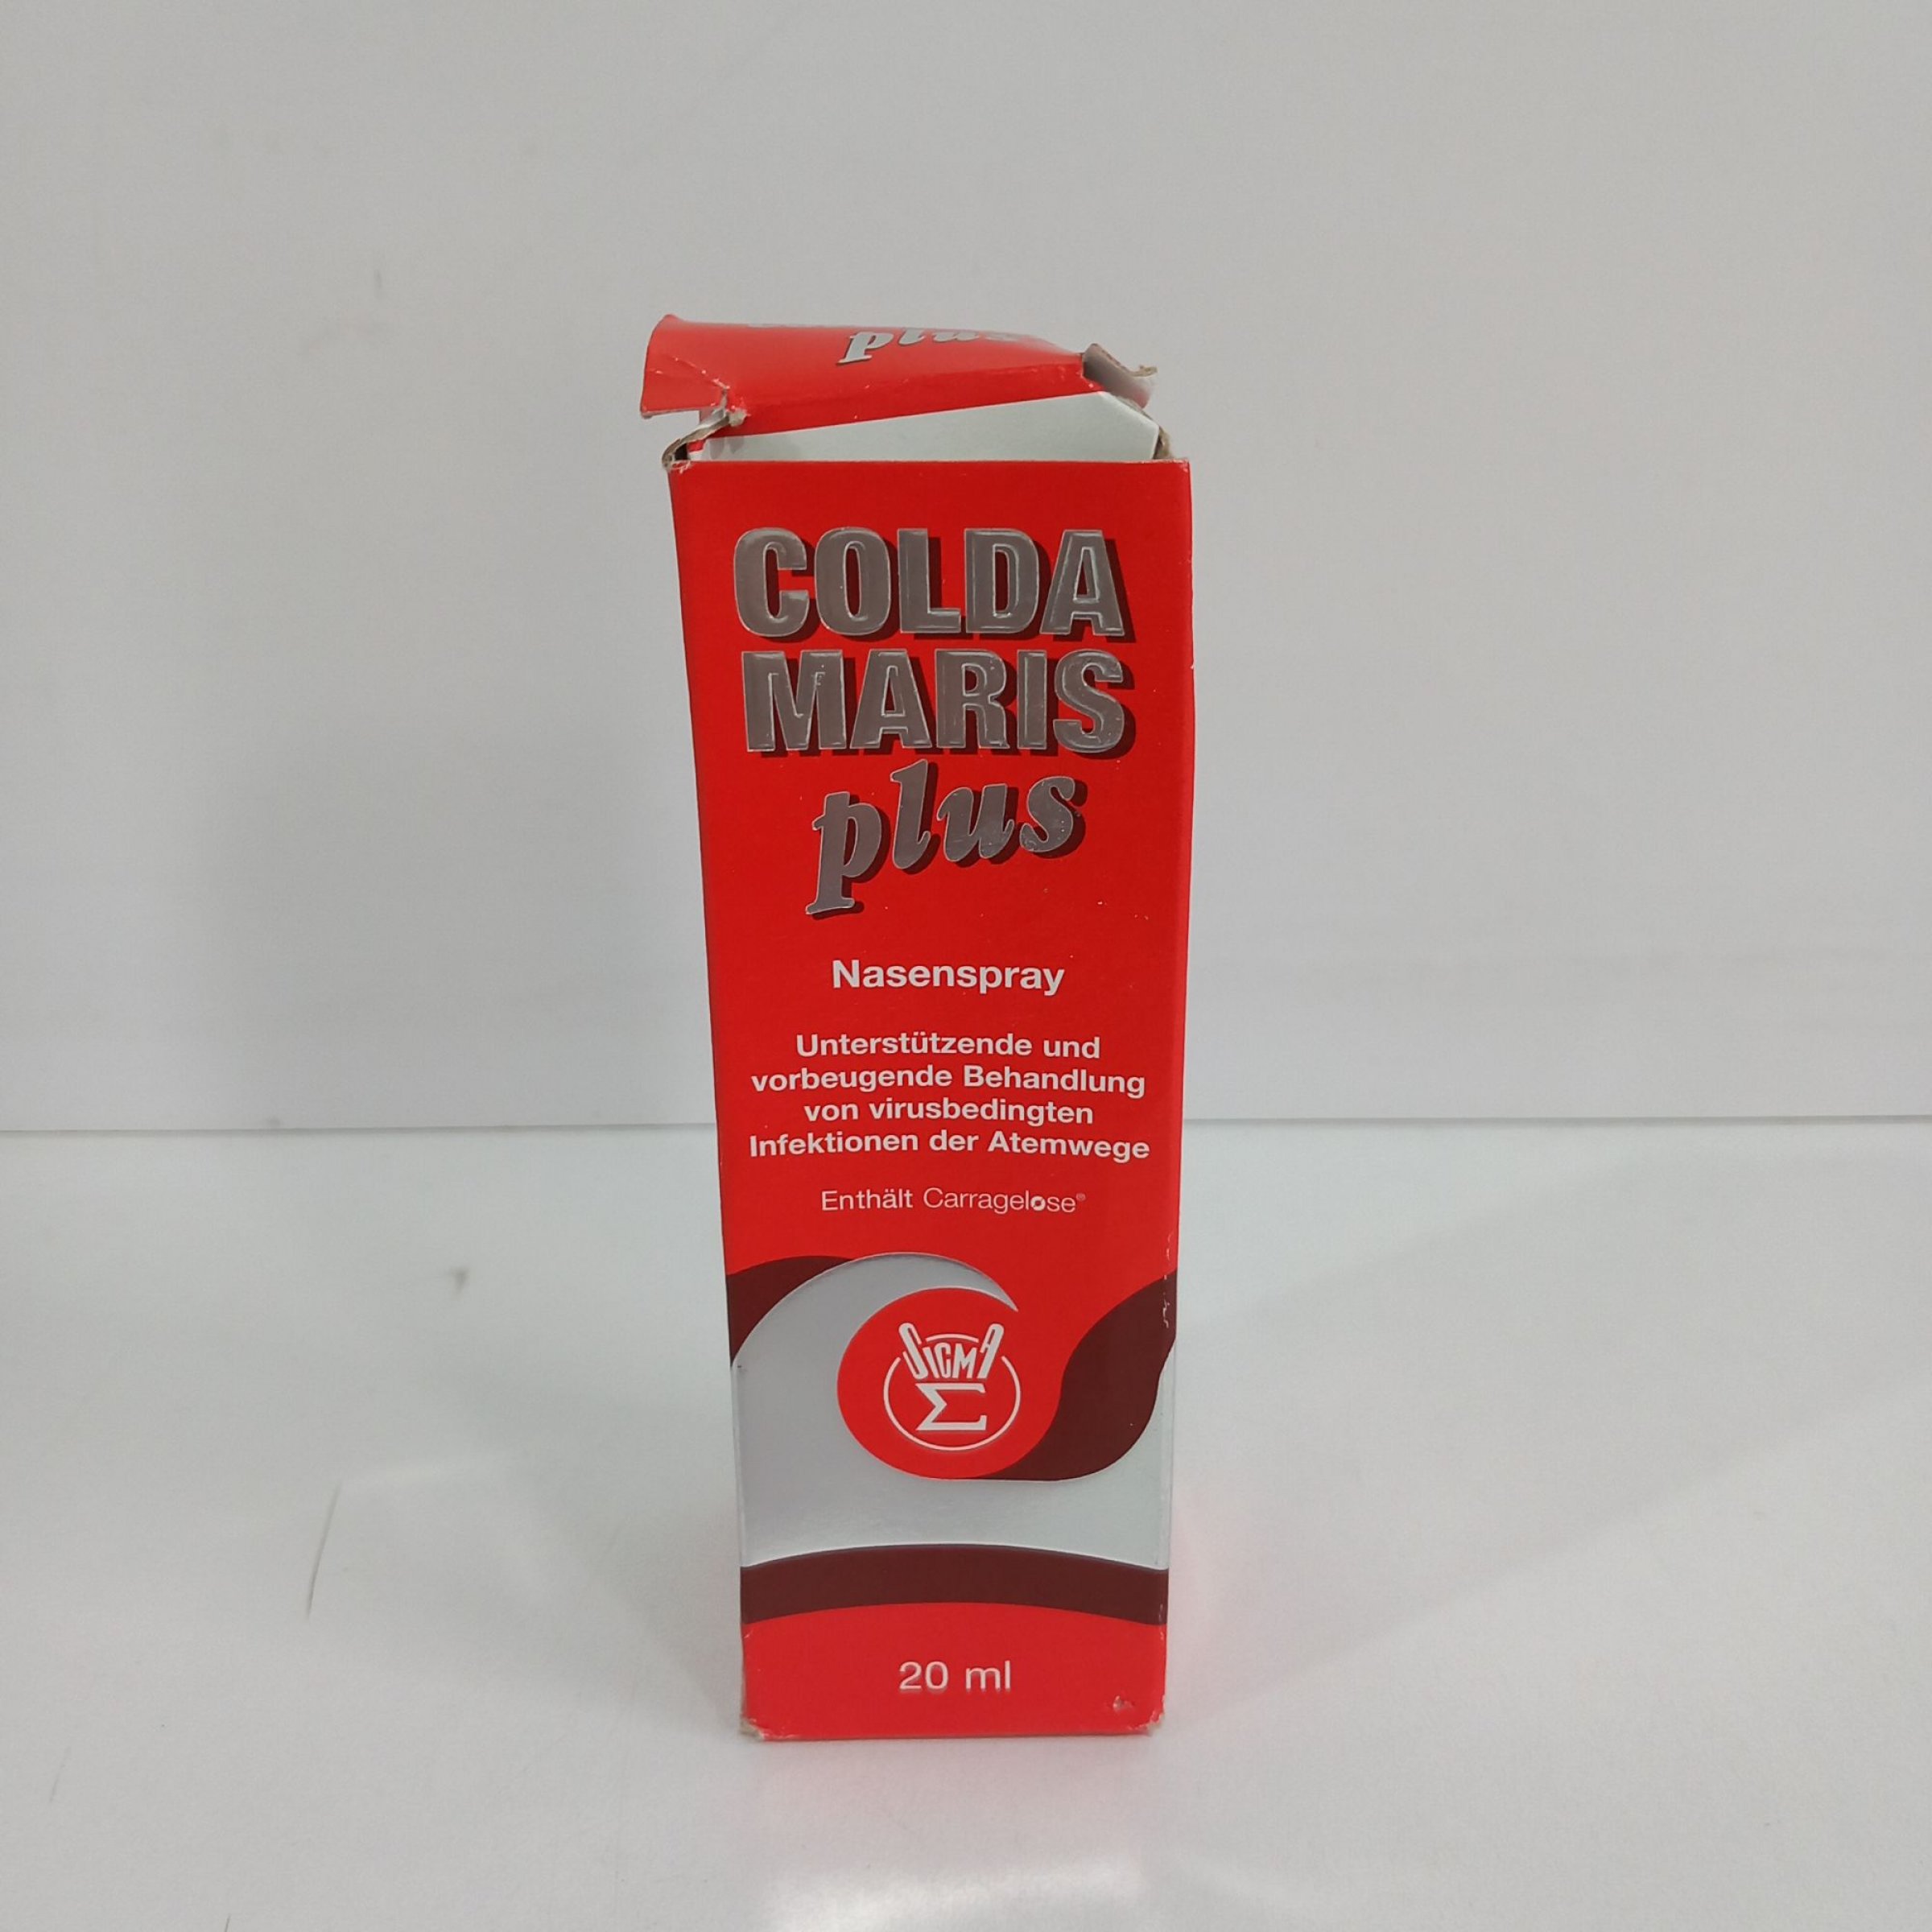 plus
COLDA
MARIS
plus
Nasenspray
Unterstützende und
vorbeugende Behandlung
von virusbedingten
Infektionen der Atemwege
Enthält Carragelose®
SIGMA
Σ
20 ml